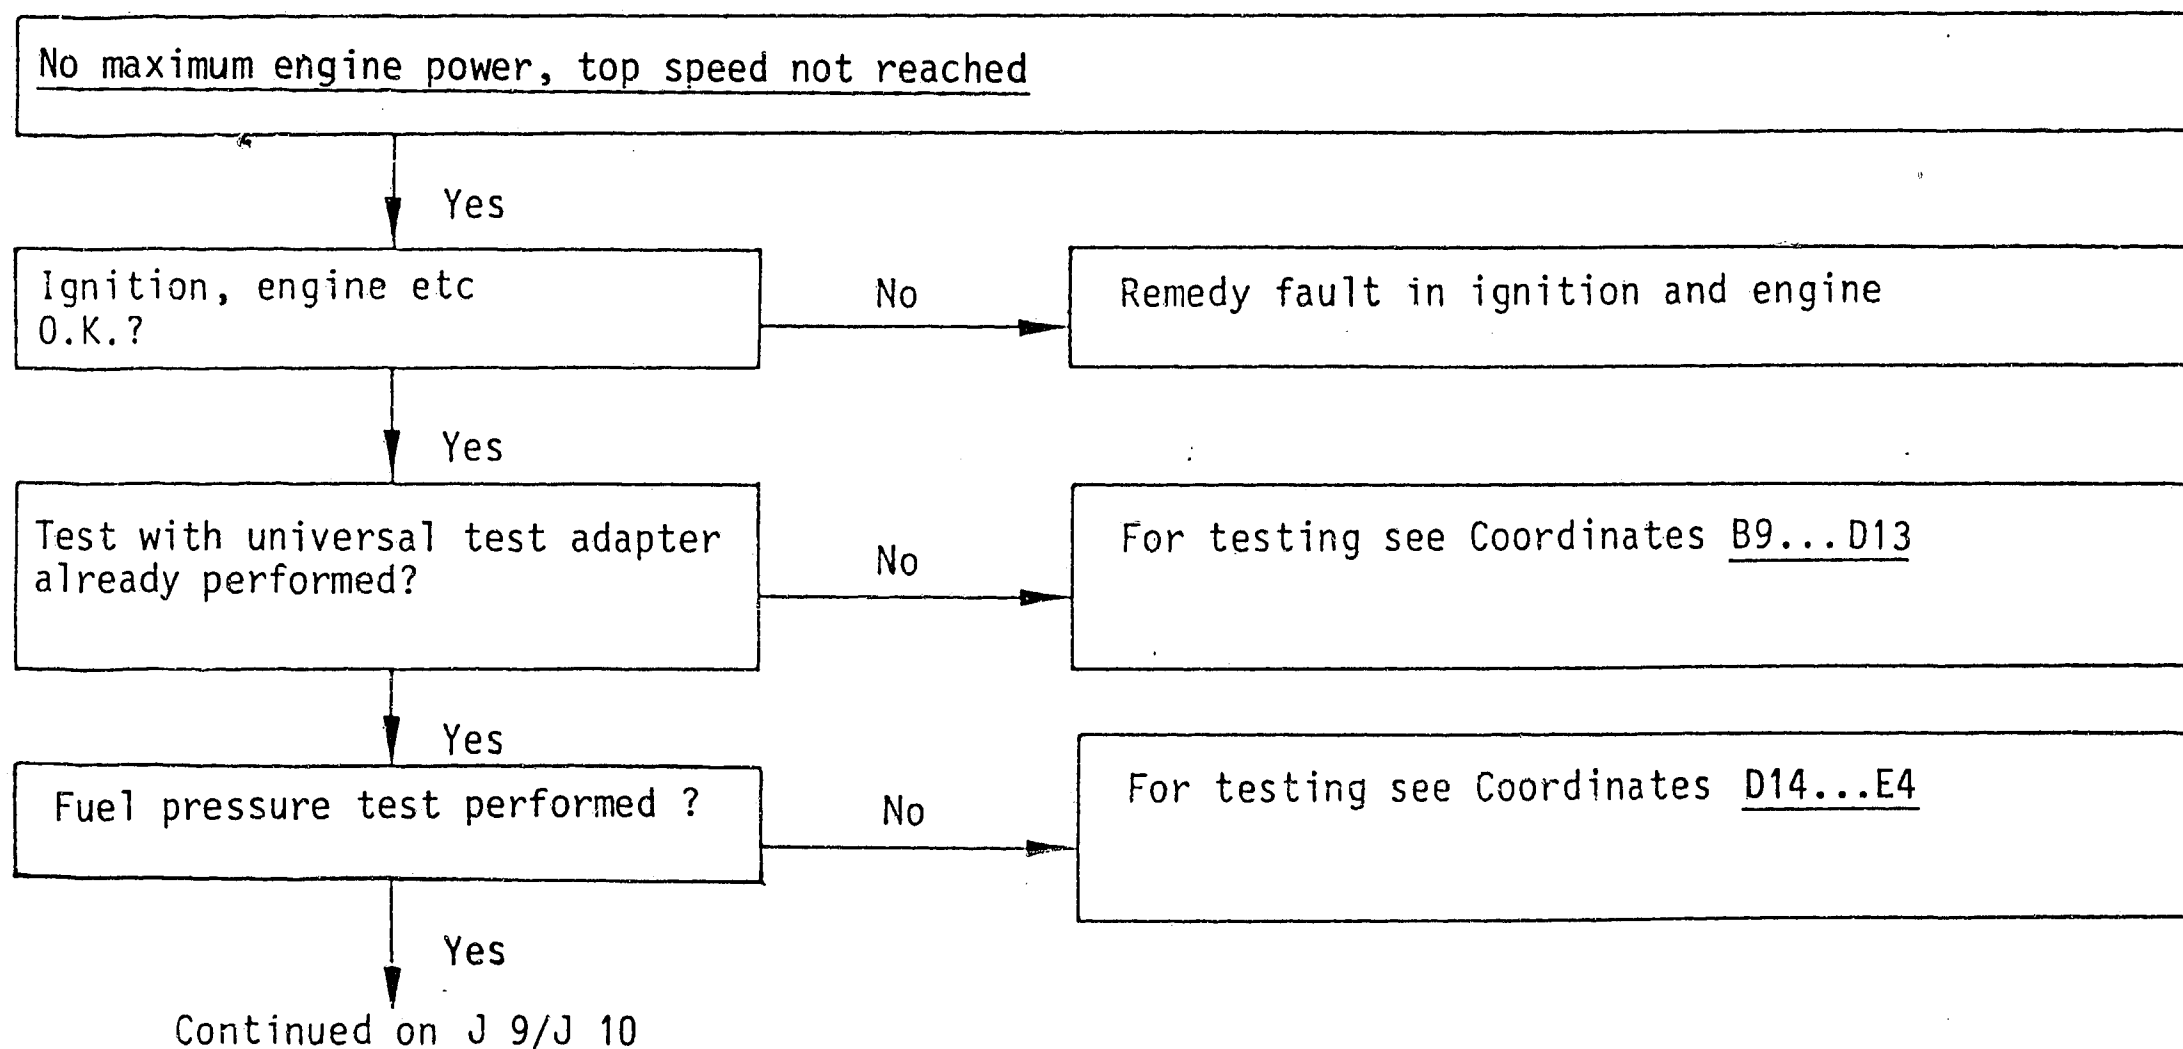 No maximum engine power, top speed not reached
Yes
Ignition, engine etc
O.K.?
No
Remedy fault in ignition and engine
Yes
Test with universal test adapter
already performed?
No
For testing see Coordinates B9...D13
Yes
Fuel pressure test performed ?
No
For testing see Coordinates D14...E4
Yes
Continued on J 9/J 10